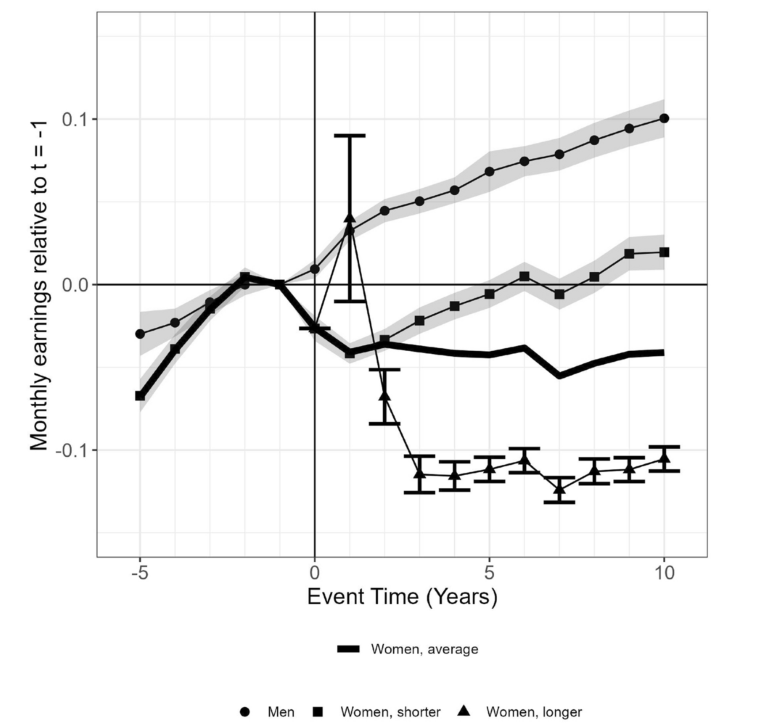 Monthly earnings relative to t = -1
0.1
0.0
-0.1
-5 0 5 10
Event Time (Years)
Women, average
Men Women, shorter Women, longer